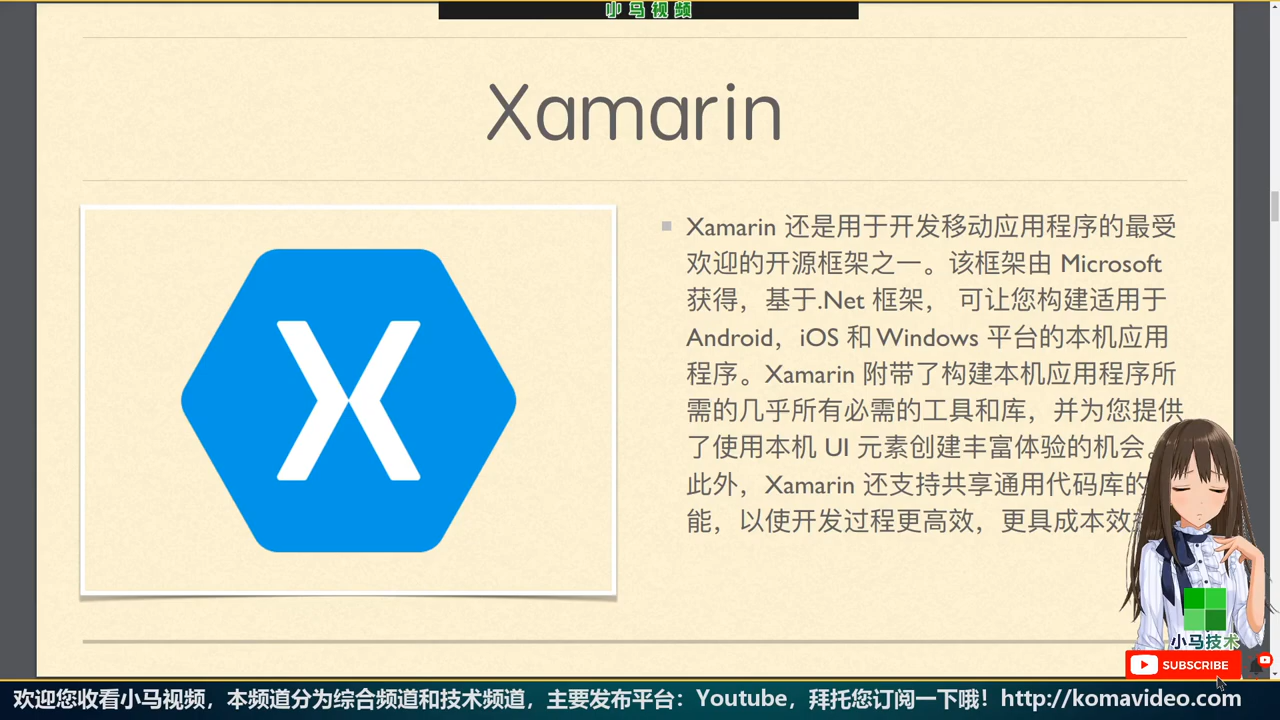 小马视频
Xamarin
Xamarin 还是用于开发移动应用程序的最受
欢迎的开源框架之一。该框架由 Microsoft
获得，基于.Net 框架， 可让您构建适用于
Android，iOS 和Windows 平台的本机应用
程序。Xamarin 附带了构建本机应用程序所
需的几乎所有必需的工具和库，并为您提供
了使用本机 UI 元素创建丰富体验的机会。
此外，Xamarin 还支持共享通用代码库的
能，以使开发过程更高效，更具成本效
X
小马技术
SUBSCRIBE
欢迎您收看小马视频，本频道分为综合频道和技术频道，主要发布平台：Youtube，拜托您订阅一下哦！http://komavideo.com